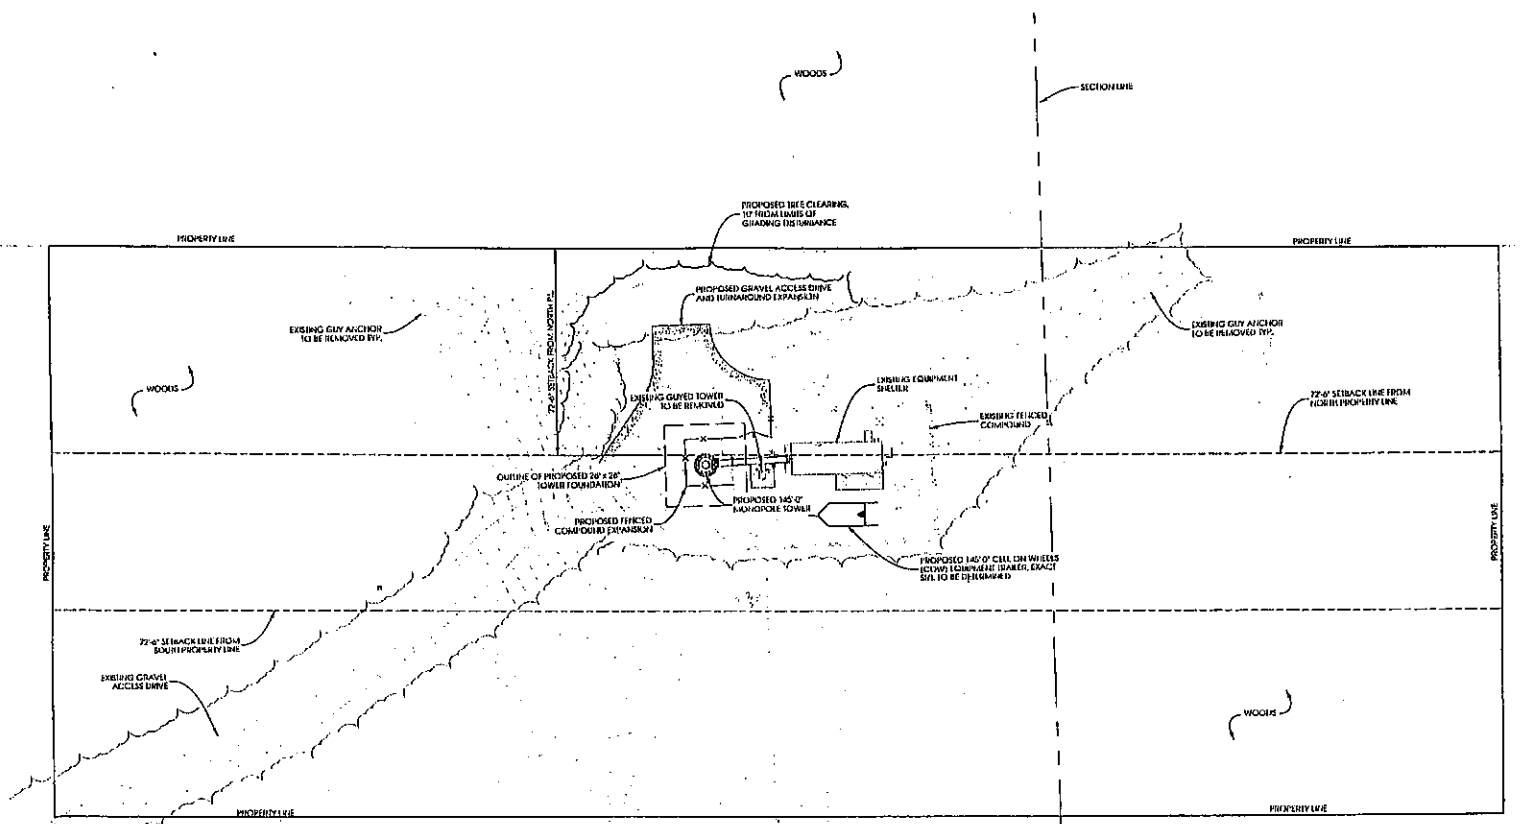 WOODS
SECTION LINE
PROPOSED TREE CLEARING,
10' FROM LIMITS OF
GRADING DISTURBANCE
PROPERTY LINE
PROPERTY LINE
PROPOSED GRAVEL ACCESS DRIVE
AND TURNAROUND EXPANSION
EXISTING GUY ANCHOR
TO BE REMOVED TYP.
72'-6" SETBACK FROM NORTH P.L.
EXISTING GUY ANCHOR
TO BE REMOVED TYP.
WOODS
EXISTING GUYED TOWER
TO BE REMOVED
EXISTING EQUIPMENT
SHELTER
EXISTING FENCED
COMPOUND
72'-6" SETBACK LINE FROM
NORTH PROPERTY LINE
OUTLINE OF PROPOSED 26' x 26'
TOWER FOUNDATION
PROPOSED 145'-0"
MONOPOLE TOWER
PROPOSED FENCED
COMPOUND EXPANSION
PROPERTY LINE
PROPERTY LINE
PROPOSED 145'-0" CELL ON WHEELS
(COW) EQUIPMENT TRAILER, EXACT
SIZE TO BE DETERMINED
72'-6" SETBACK LINE FROM
SOUTH PROPERTY LINE
EXISTING GRAVEL
ACCESS DRIVE
WOODS
PROPERTY LINE
PROPERTY LINE